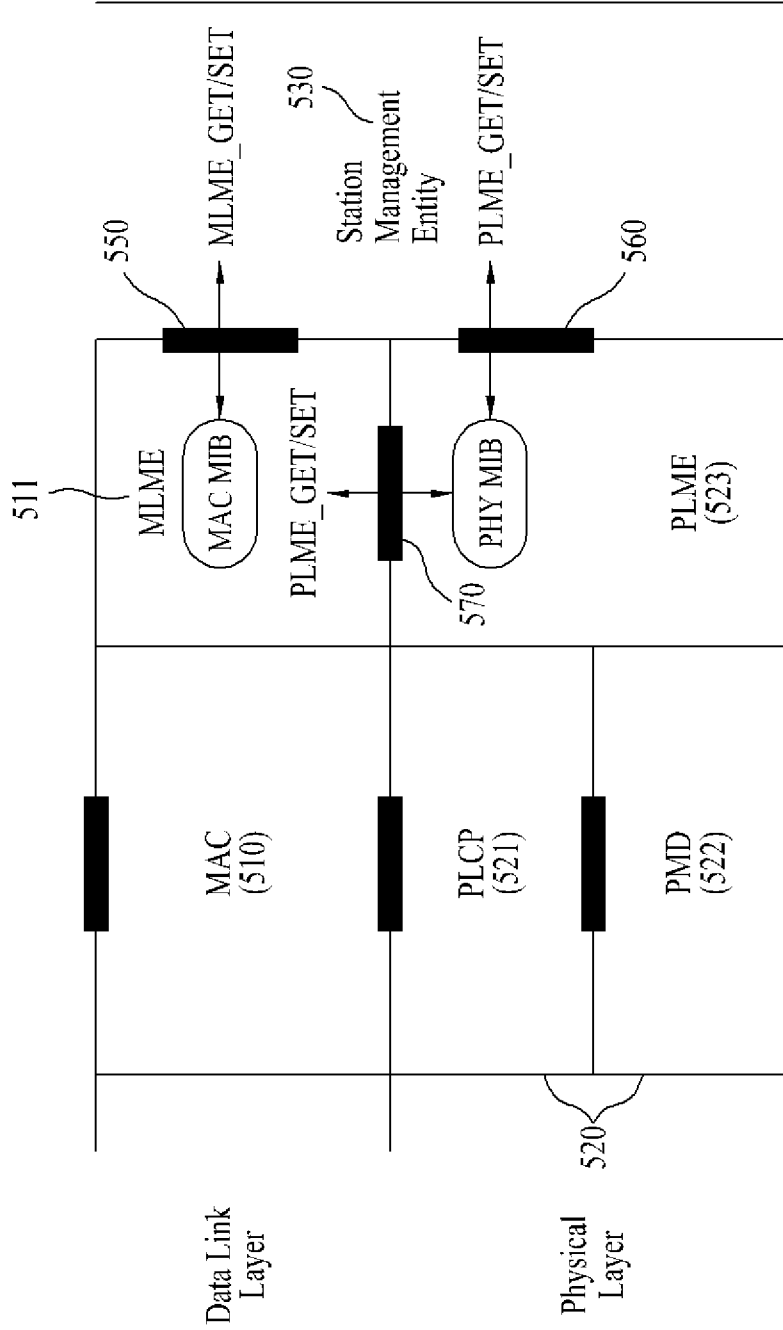 Data Link
Layer
MAC
(510)
511
MLME
MAC MIB
550
MLME_GET/SET
PLME_GET/SET
Station
Management
Entity
530
Physical
Layer
520
PLCP
(521)
PMD
(522)
570
PHY MIB
PLME
(523)
560
PLME_GET/SET